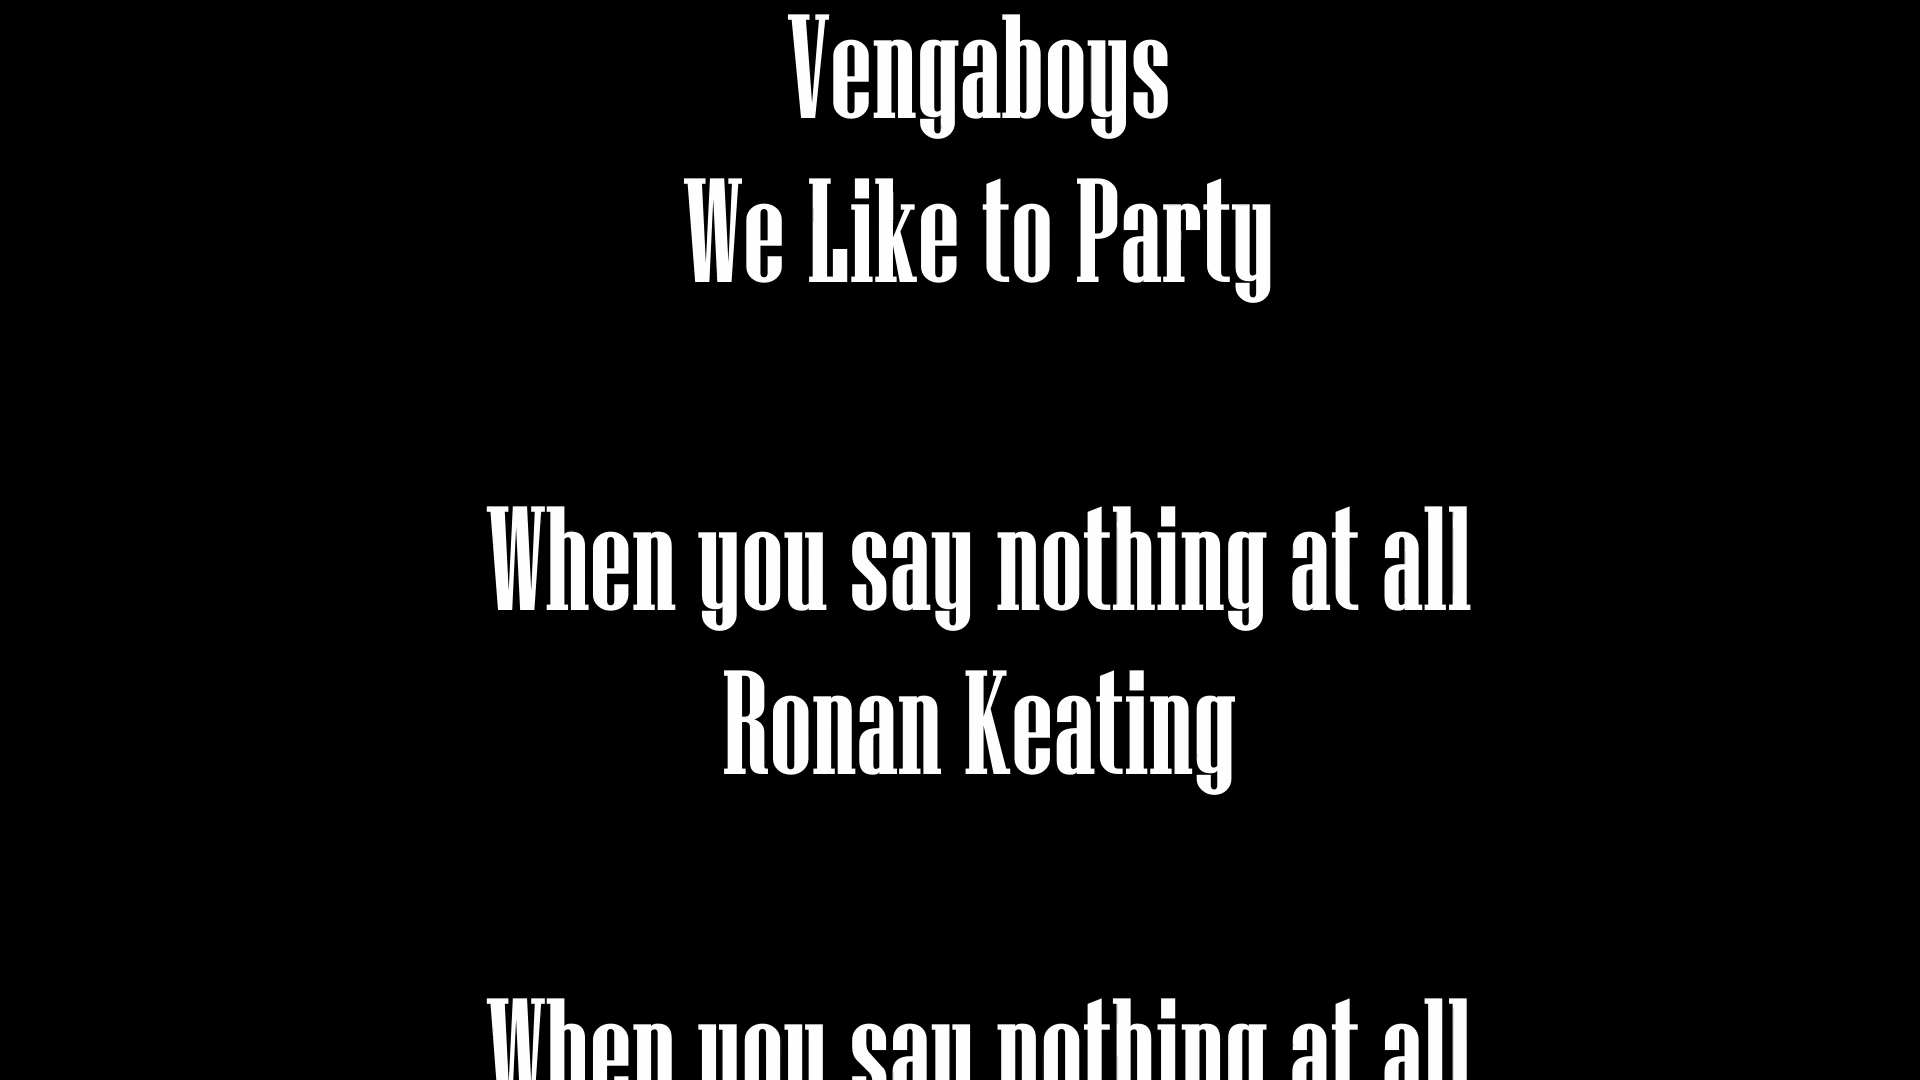 Vengaboys
We Like to Party
When you say nothing at all
Ronan Keating
When you say nothing at all